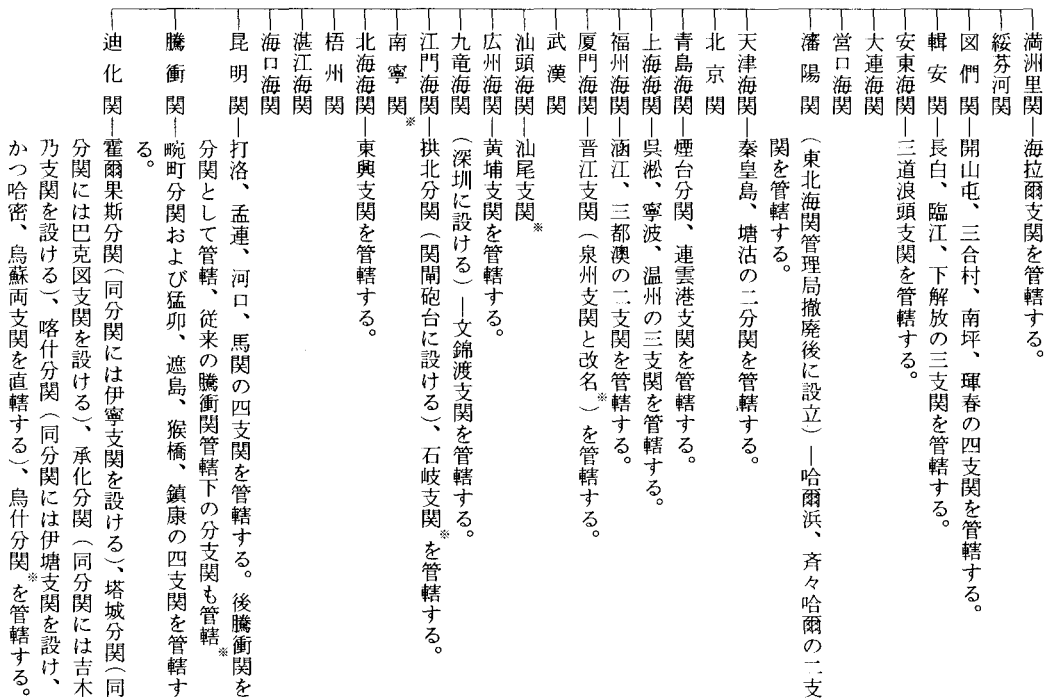 満洲里関―海拉爾支関を管轄する。
綏芬河関
図們関―開山屯、三合村、南坪、琿春の四支関を管轄する。
輯安関―長白、臨江、下解放の三支関を管轄する。
安東海関―三道浪頭支関を管轄する。
大連海関
営口海関
瀋陽関（東北海関管理局撤廃後に設立）―哈爾浜、斉々哈爾の二支
関を管轄する。
天津海関―秦皇島、塘沽の二分関を管轄する。
北京関
青島海関―煙台分関、連雲港支関を管轄する。
上海海関―呉淞、寧波、温州の三支関を管轄する。
福州海関―涵江、三都澳の二支関を管轄する。
厦門海関―晋江支関（泉州支関と改名※）を管轄する。
武漢関
汕頭海関―汕尾支関※
広州海関―黄埔支関を管轄する。
九竜海関（深圳に設ける）―文錦渡支関を管轄する。
江門海関―拱北分関（関閘砲台に設ける）、石岐支関※を管轄する。
南寧関※
北海海関―東興支関を管轄する。
梧州関
湛江海関
海口海関
昆明関―打洛、孟連、河口、馬関の四支関を管轄する。後騰衝関を
分関として管轄、従来の騰衝関管轄下の分支関も管轄※
騰衝関―畹町分関および猛卯、遮島、猴橋、鎮康の四支関を管轄す
る。
迪化関―霍爾果斯分関（同分関には伊寧支関を設ける）、塔城分関（同
分関には巴克図支関を設ける）、承化分関（同分関には吉木
乃支関を設ける）、喀什分関（同分関には伊塘支関を設け、
かつ哈密、烏蘇両支関を直轄する）、烏什分関※を管轄する。